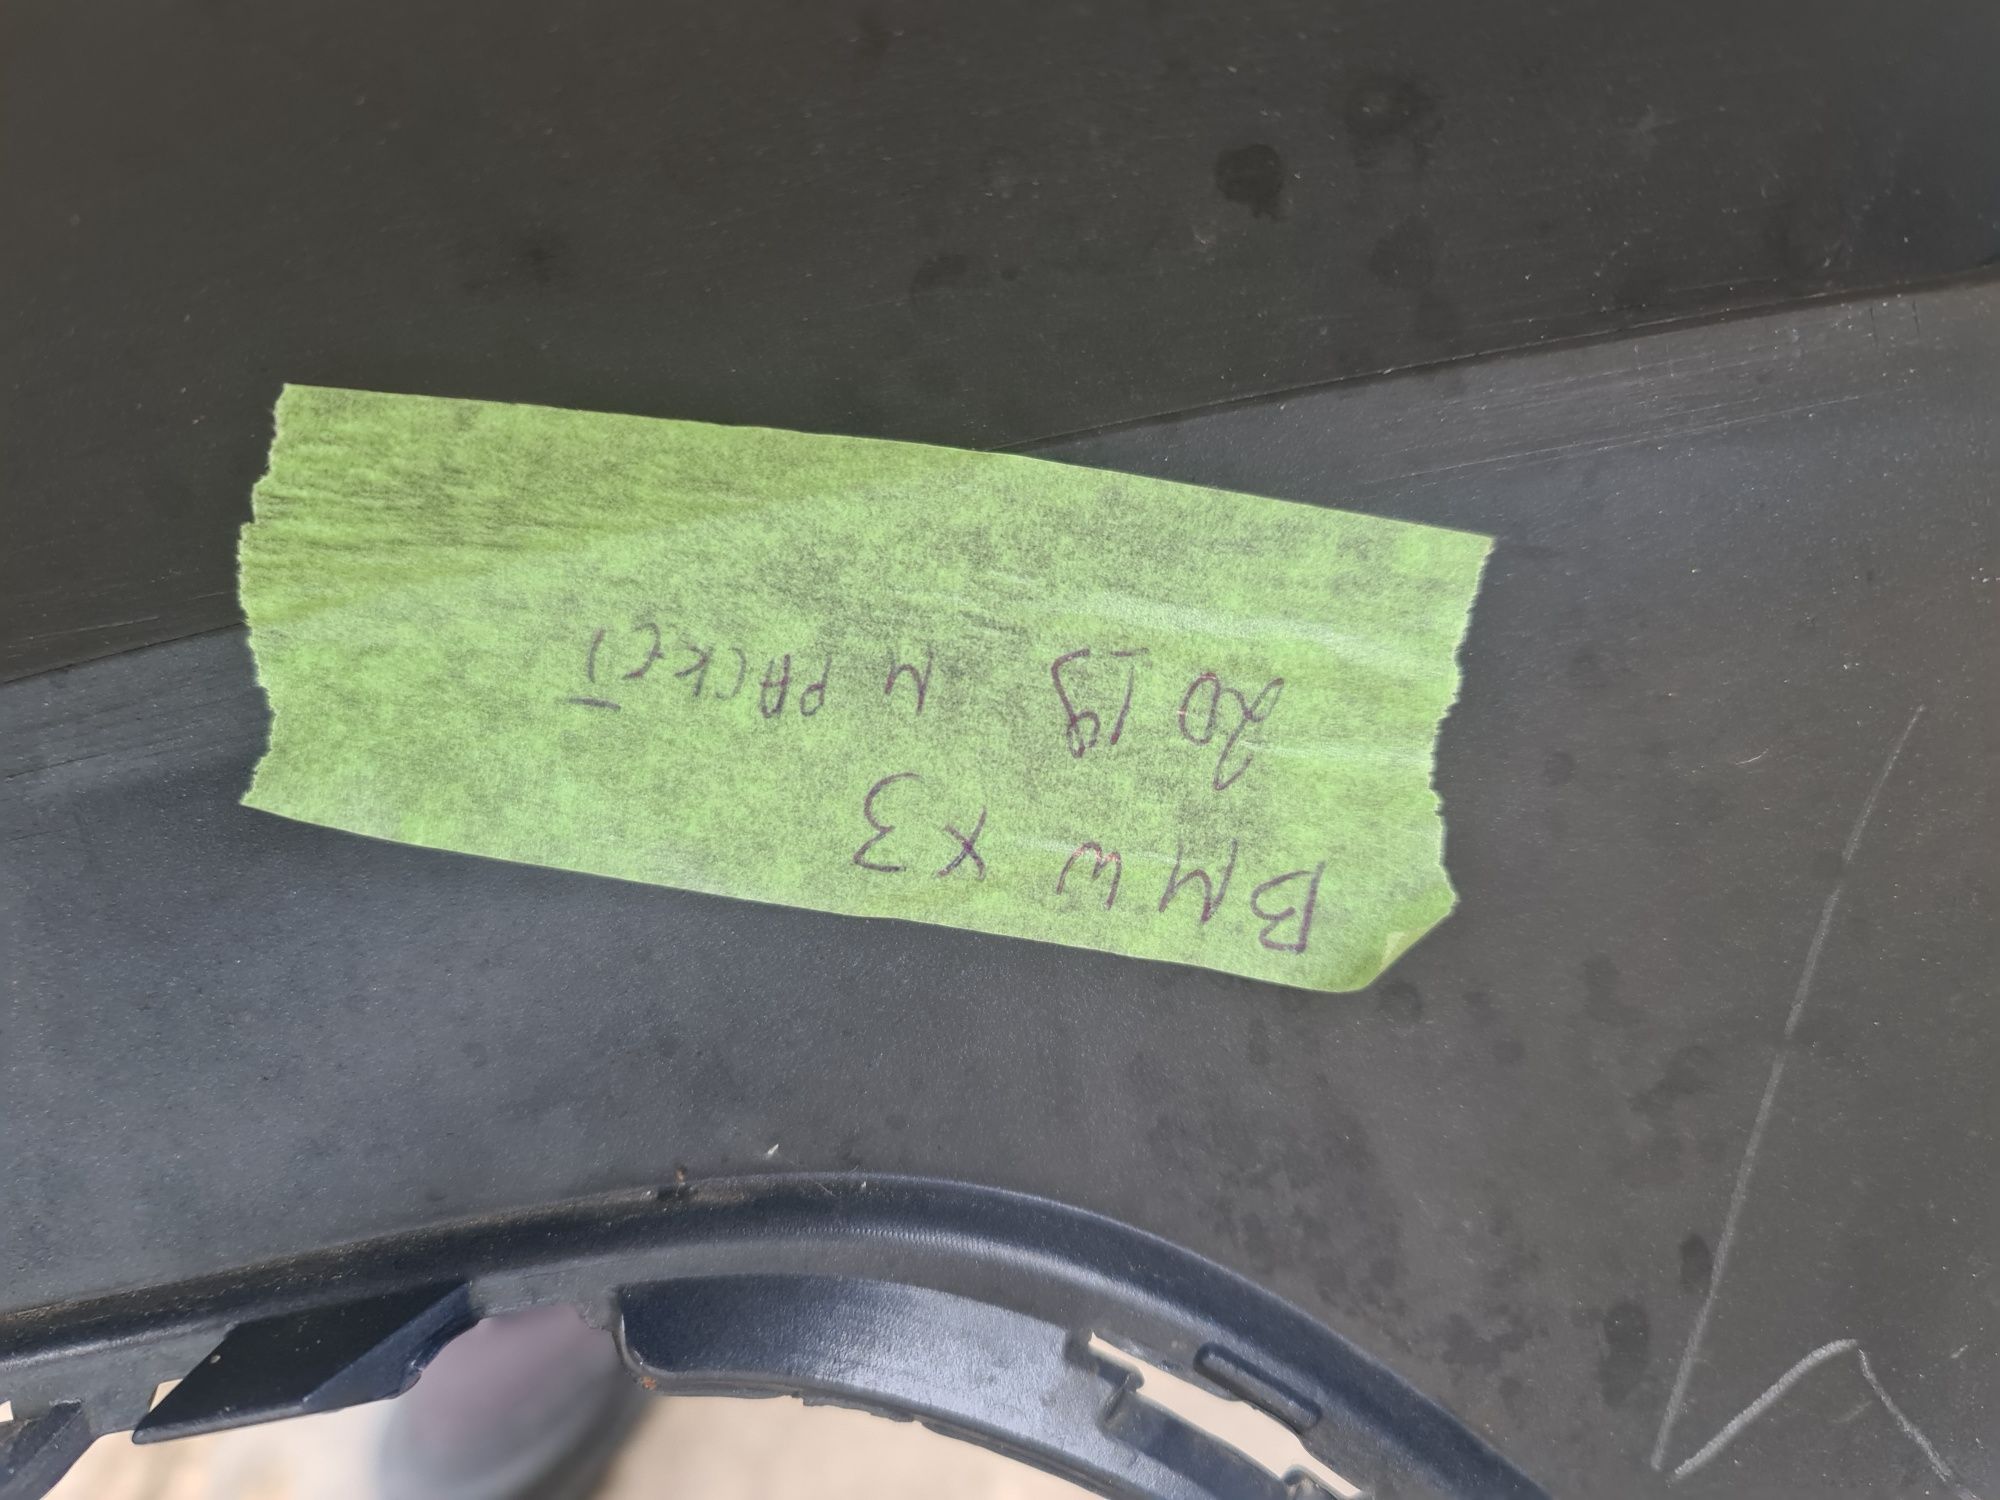 BMW X3
2019 M PACKET